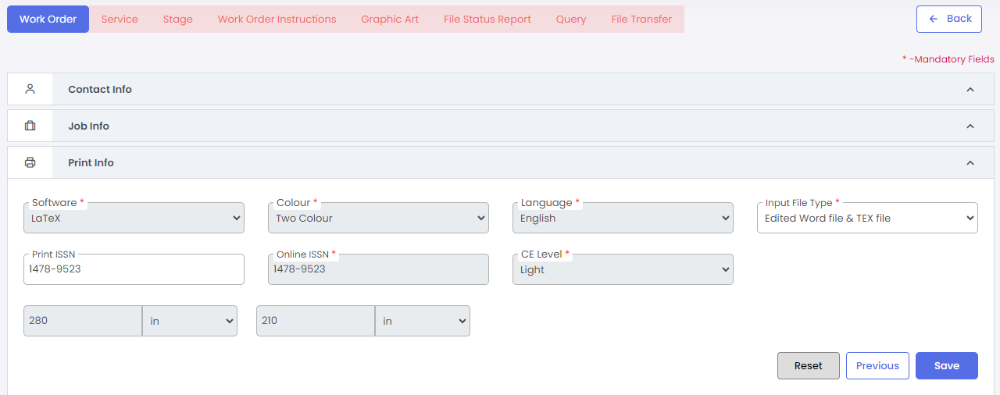 Work Order Service Stage Work Order Instructions Graphic Art File Status Report Query File Transfer ← Back
* -Mandatory Fields
Contact Info
Job Info
Print Info
Software * Colour * Language * Input File Type *
LaTeX Two Colour English Edited Word file & TEX file
Print ISSN Online ISSN * CE Level *
1478-9523 1478-9523 Light
280 in 210 in
Reset Previous Save